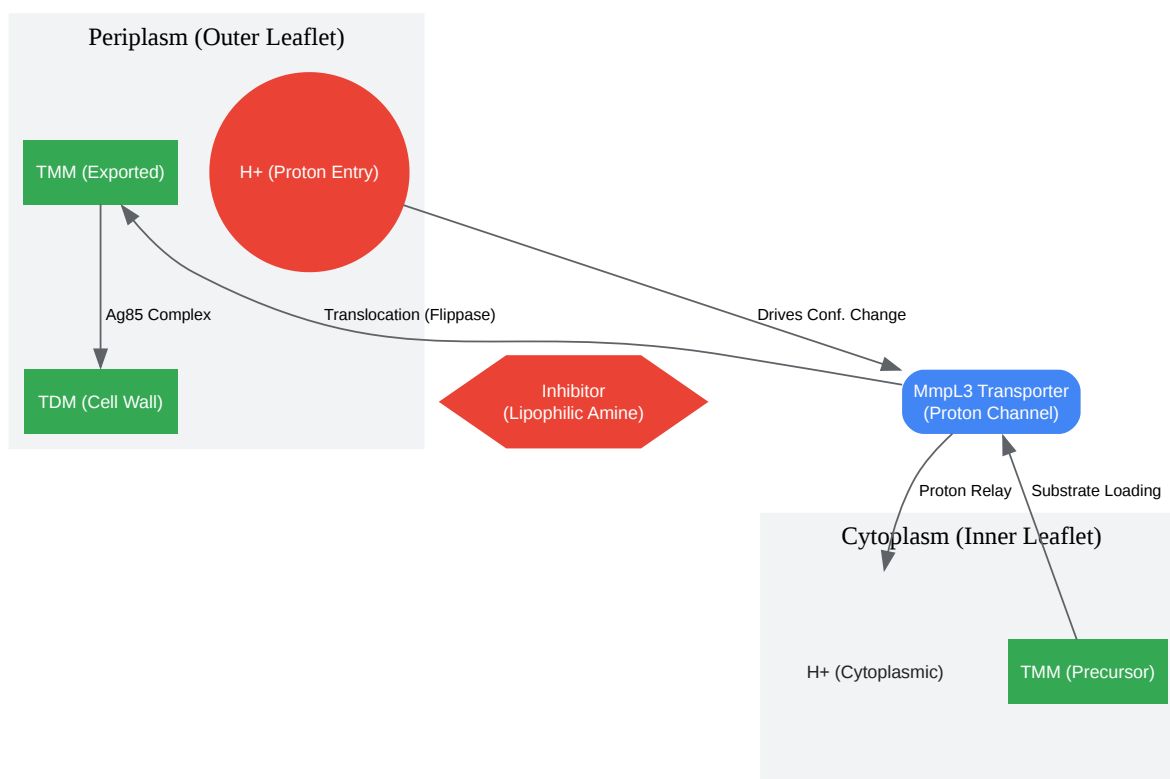 Periplasm (Outer Leaflet)
TMM (Exported)
H+ (Proton Entry)
Ag85 Complex
Translocation (Flippase)
Drives Conf. Change
TDM (Cell Wall)
Inhibitor
(Lipophilic Amine)
MmpL3 Transporter
(Proton Channel)
Proton Relay
Substrate Loading
Cytoplasm (Inner Leaflet)
H+ (Cytoplasmic)
TMM (Precursor)